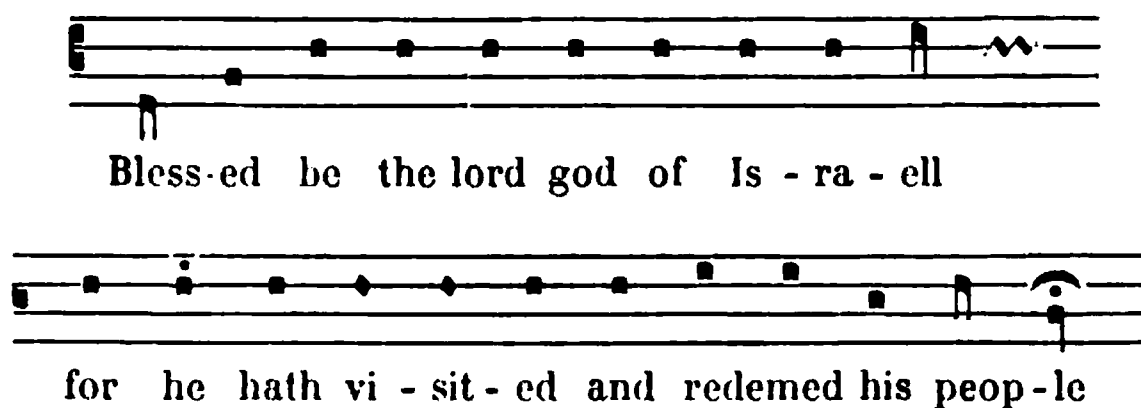 Bless-ed be the lord god of Is - ra - ell
for he hath vi - sit - ed and redemed his peop-le